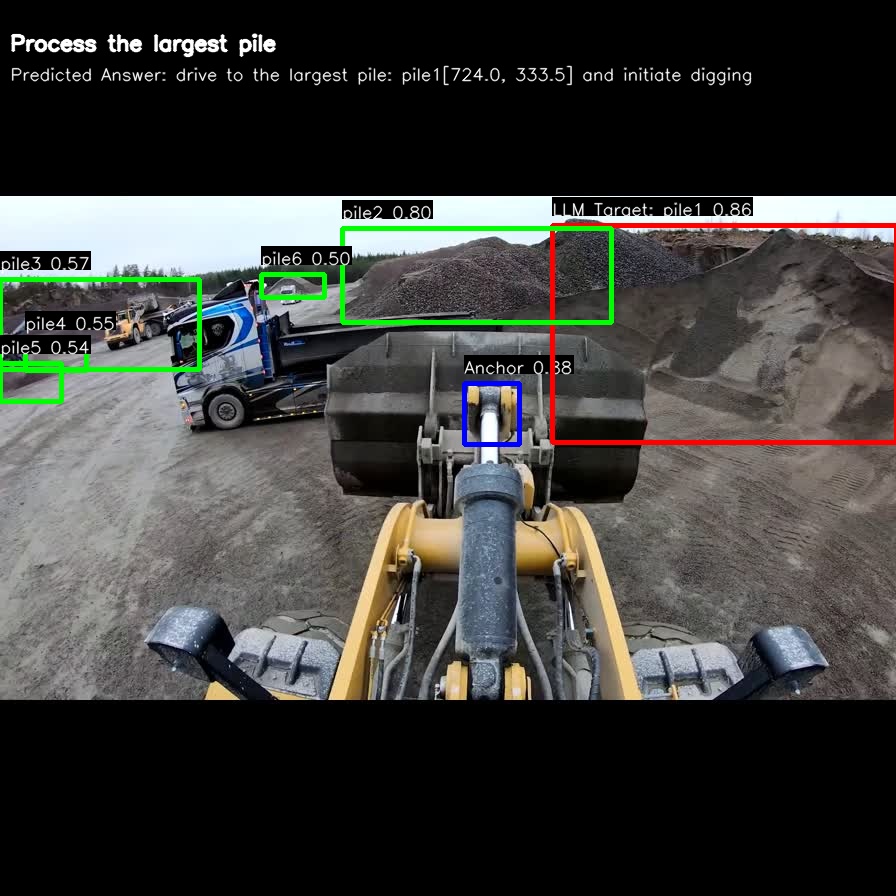 Process the largest pile
Predicted Answer: drive to the largest pile: pile1[724.0, 333.5] and initiate digging
pile2 0.80
LLM Target: pile1 0.86
pile3 0.57
pile6 0.50
pile4 0.55
pile5 0.54
Anchor 0.88